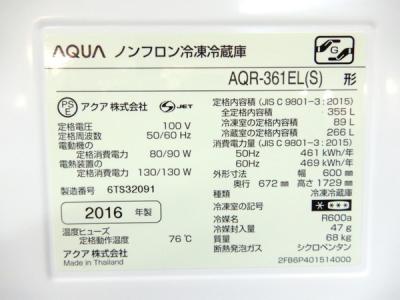 AQUA ノンフロン冷凍冷蔵庫
G
AQR-361EL(S) 形
PS E アクア株式会社 S JET
定格電圧 100 V
定格周波数 50/60 Hz
電動機の
定格消費電力 80/90 W
電熱装置の
定格消費電力 130/130 W
製造番号 6TS32091
2016 年製
温度ヒューズ
定格動作温度 76℃
アクア株式会社
Made in Thailand
定格内容積 (JIS C 9801-3 : 2015)
全定格内容積 : 355 L
冷凍室の内容積 : 89 L
冷蔵室の内容積 : 266 L
消費電力量 (JIS C 9801-3 : 2015)
50Hz : 461 kWh/年
60Hz : 469 kWh/年
外形寸法 : 幅 600 mm
奥行 672 mm 高さ 1729 mm
種類 : 冷凍冷蔵庫
冷凍室の記号 : * ***
冷媒 : R600a
冷媒封入量 : 47 g
質量 : 68 kg
断熱発泡ガス : シクロペンタン
2FB6P401514000